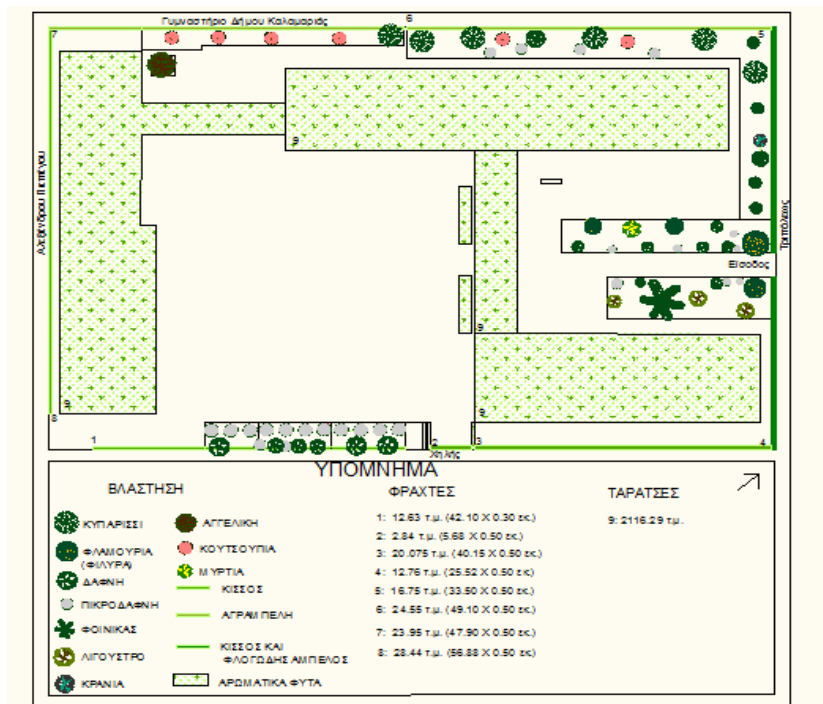 Γυμναστήριο Δήμου Καλαμαριάς
6
7
5
Αλεξάνδρου Παπάγου
Τριπόλεως
9
Είσοδος
9
9
9
8
1
2
3
4
Χηλής
ΥΠΟΜΝΗΜΑ
ΒΛΑΣΤΗΣΗ
ΚΥΠΑΡΙΣΣΙ
ΦΛΑΜΟΥΡΙΑ
(ΦΙΛΥΡΑ)
ΔΑΦΝΗ
ΠΙΚΡΟΔΑΦΝΗ
ΦΟΙΝΙΚΑΣ
ΛΙΓΟΥΣΤΡΟ
ΚΡΑΝΙΑ
ΑΓΓΕΛΙΚΗ
ΚΟΥΤΣΟΥΠΙΑ
ΜΥΡΤΙΑ
ΚΙΣΣΟΣ
ΑΓΡΑΜΠΕΛΗ
ΚΙΣΣΟΣ ΚΑΙ
ΦΛΟΓΩΔΗΣ ΑΜΠΕΛΟΣ
ΑΡΩΜΑΤΙΚΑ ΦΥΤΑ
ΦΡΑΧΤΕΣ
1: 12.63 τ.μ. (42.10 X 0.30 εκ.)
2: 2.84 τ.μ. (5.68 X 0.50 εκ.)
3: 20.075 τ.μ. (40.15 X 0.50 εκ.)
4: 12.76 τ.μ. (25.52 X 0.50 εκ.)
5: 16.75 τ.μ. (33.50 X 0.50 εκ.)
6: 24.55 τ.μ. (49.10 X 0.50 εκ.)
7: 23.95 τ.μ. (47.90 X 0.50 εκ.)
8: 28.44 τ.μ. (56.88 X 0.50 εκ.)
ΤΑΡΑΤΣΕΣ
9: 2116.29 τ.μ.